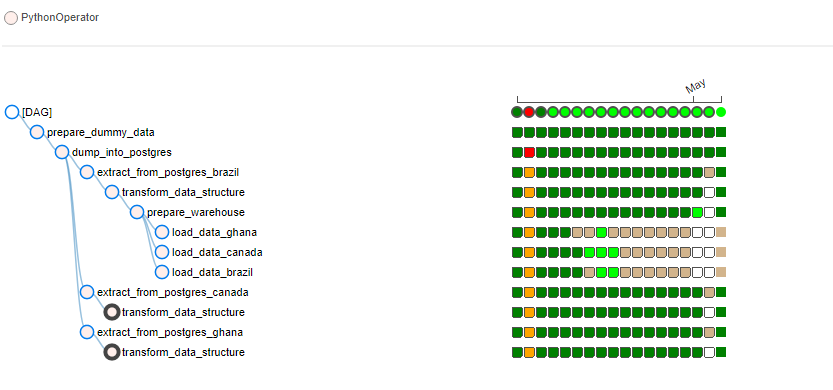 PythonOperator
May
[DAG]
prepare_dummy_data
dump_into_postgres
extract_from_postgres_brazil
transform_data_structure
prepare_warehouse
load_data_ghana
load_data_canada
load_data_brazil
extract_from_postgres_canada
transform_data_structure
extract_from_postgres_ghana
transform_data_structure